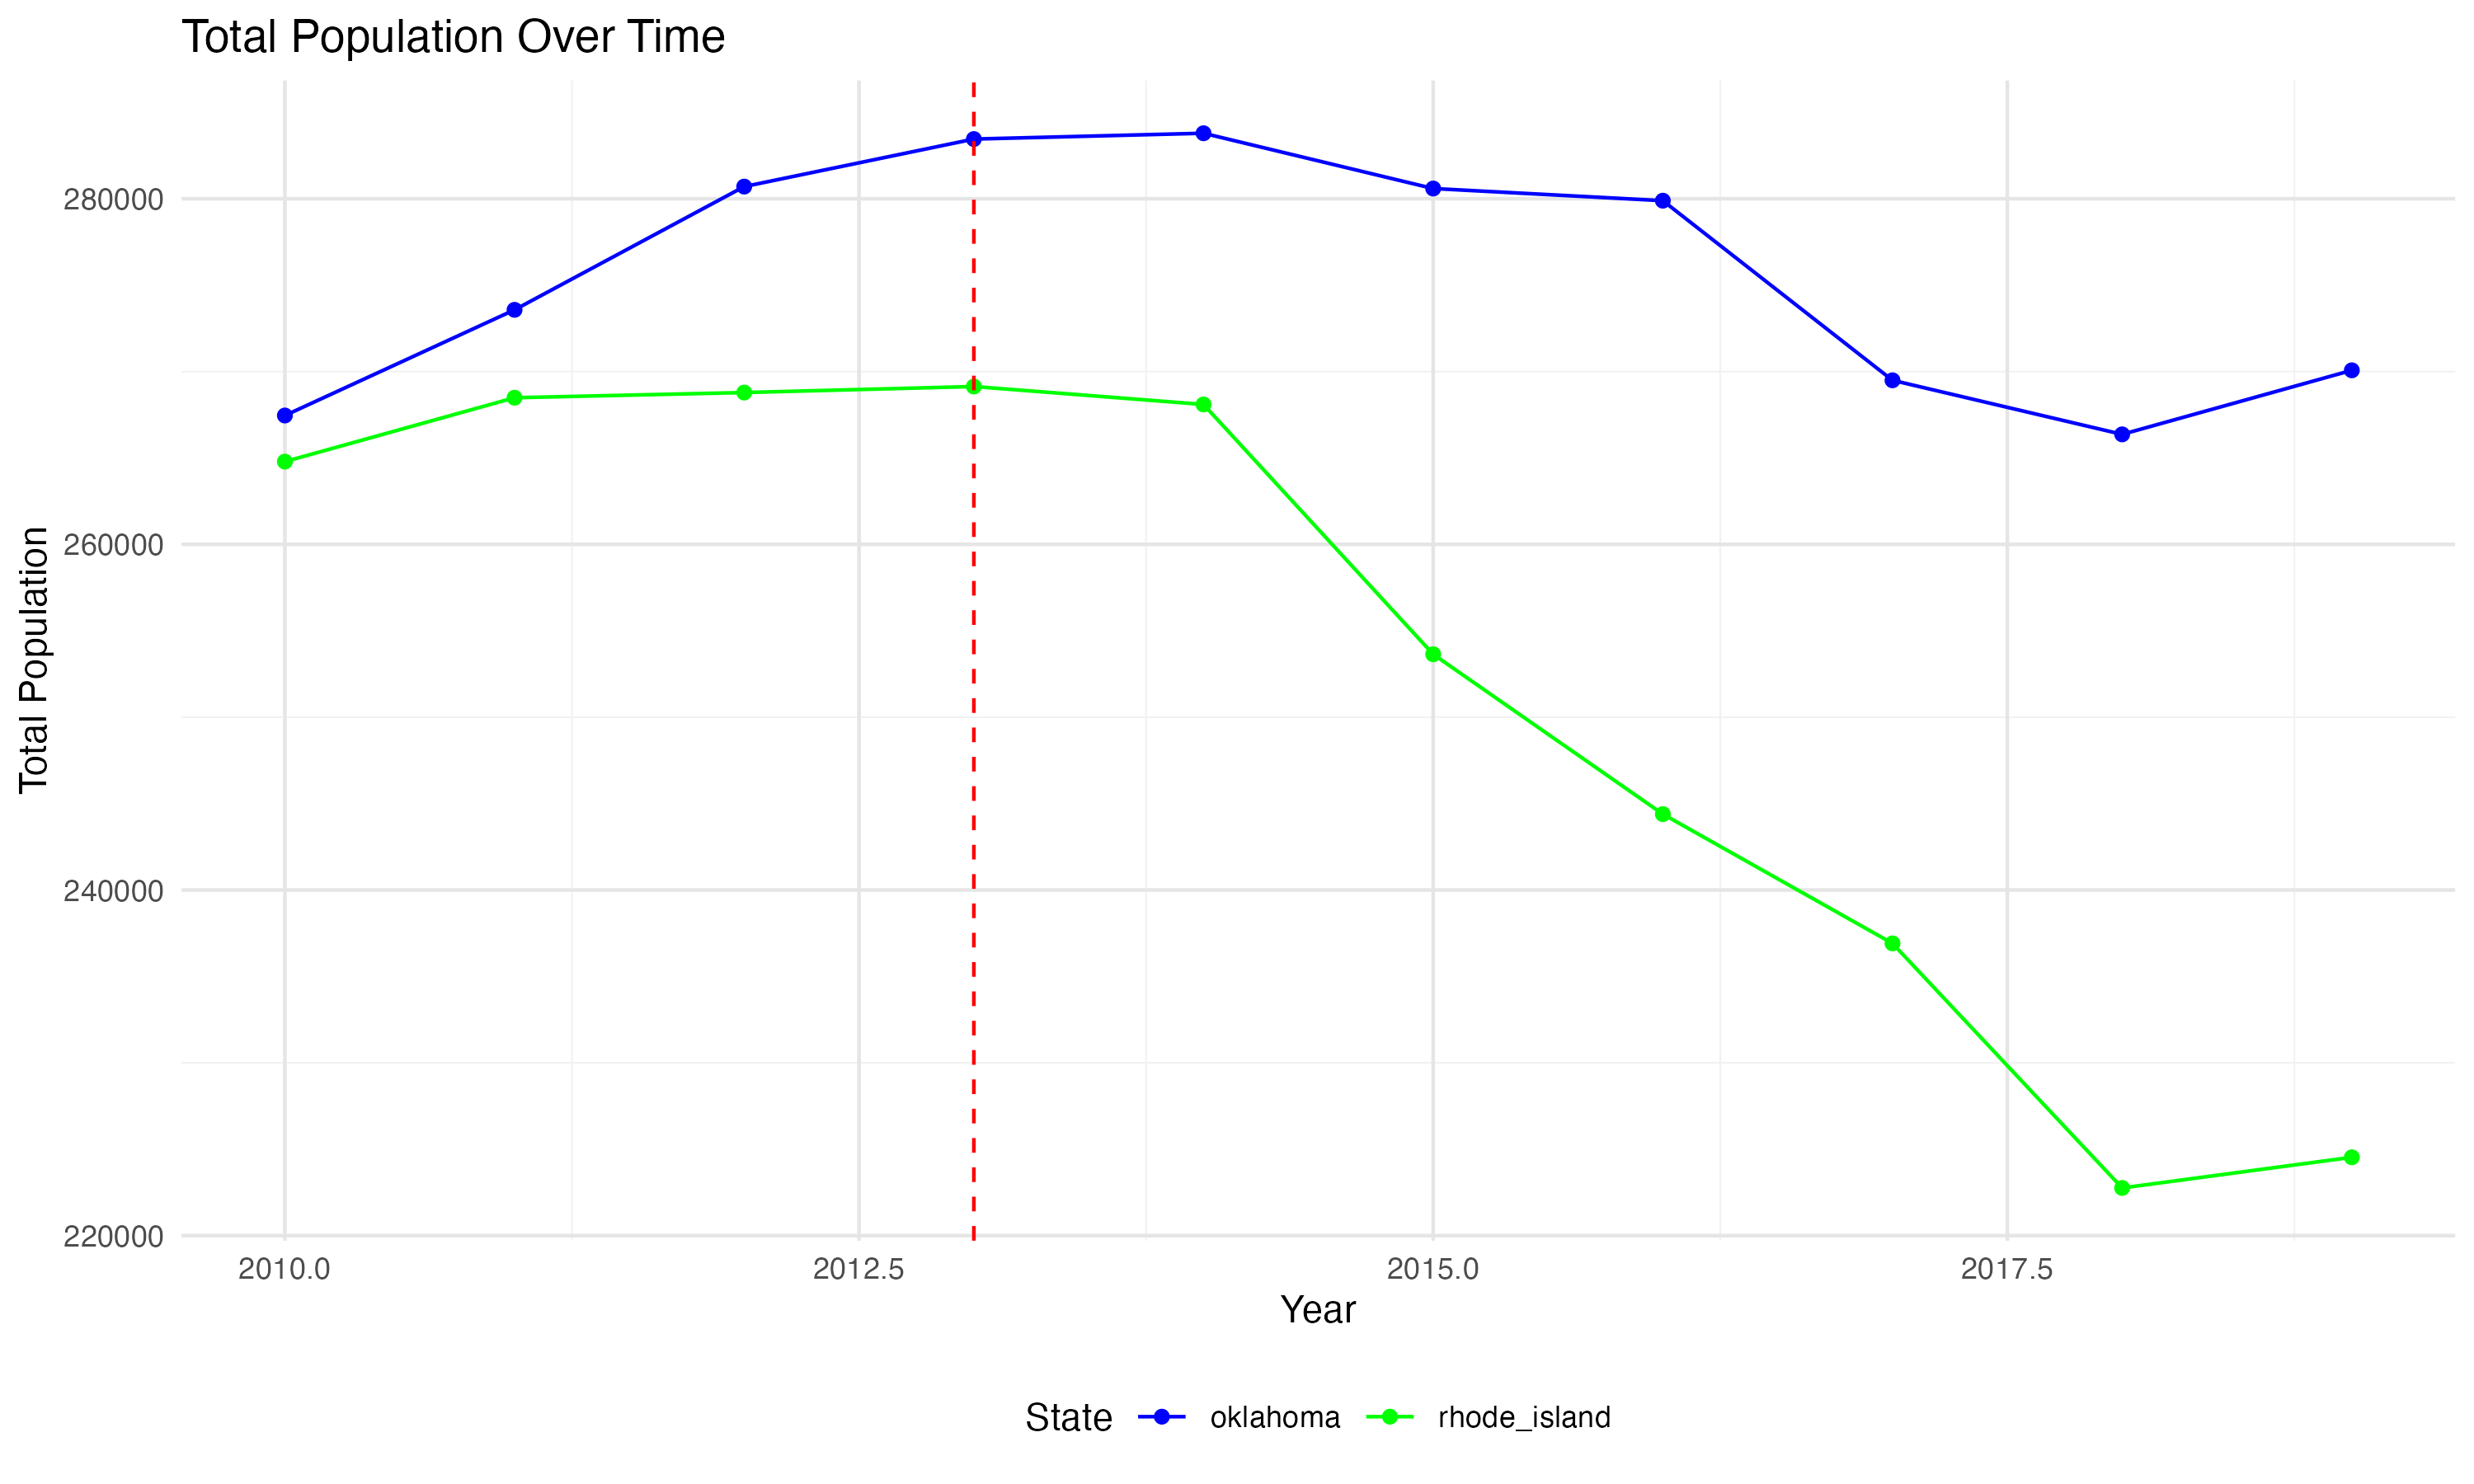 Total Population Over Time
Total Population
280000
260000
240000
220000
2010.0 2012.5 2015.0 2017.5
Year
State oklahoma rhode_island